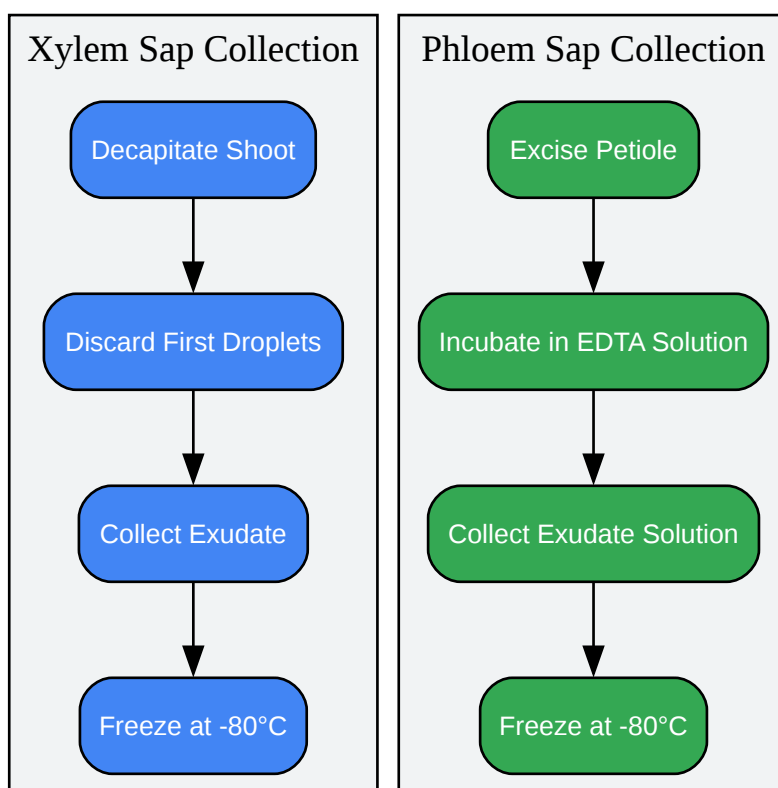 Xylem Sap Collection
Decapitate Shoot
Discard First Droplets
Collect Exudate
Freeze at -80°C
Phloem Sap Collection
Excise Petiole
Incubate in EDTA Solution
Collect Exudate Solution
Freeze at -80°C